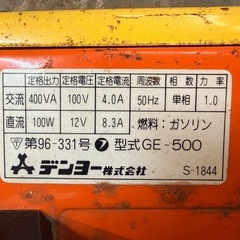 定格出力 定格電圧 定格電流 周波数 相数 力率
交流 400VA 100V 4.0A 50Hz 単相 1.0
直流 100W 12V 8.3A 燃料：ガソリン
第96-331号 7 型式GE-500
デンヨー株式会社 S-1844